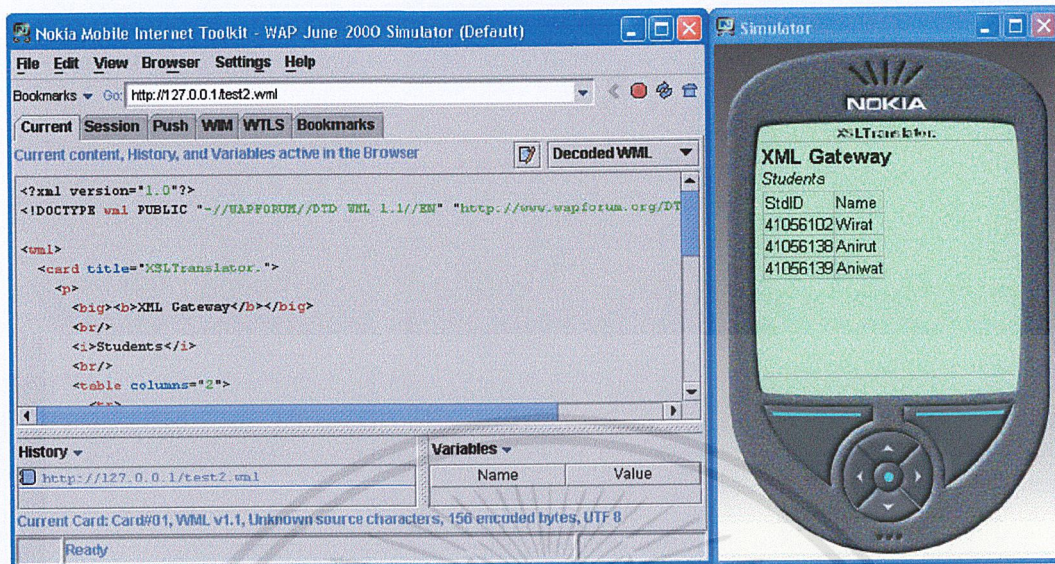 Nokia Mobile Internet Toolkit - WAP June 2000 Simulator (Default)
File Edit View Browser Settings Help
Bookmarks Go: http://127.0.0.1/test2.wml
Current Session Push WIM WTLS Bookmarks
Current content, History, and Variables active in the Browser Decoded WML
<?xml version="1.0"?>
<!DOCTYPE wml PUBLIC "-//WAPFORUM//DTD WML 1.1//EN" "http://www.wapforum.org/DT
<wml>
<card title="XSLTranslator.">
<p>
<big><b>XML Gateway</b></big>
<br/>
<i>Students</i>
<br/>
<table columns="2">
<tr>
History Variables
http://127.0.0.1/test2.wml Name Value
Current Card: Card#01, WML v1.1, Unknown source characters, 156 encoded bytes, UTF 8
Ready
Simulator
NOKIA
XSLTranslator.
XML Gateway
Students
StdID Name
41056102 Wirat
41056138 Anirut
41056139 Aniwat